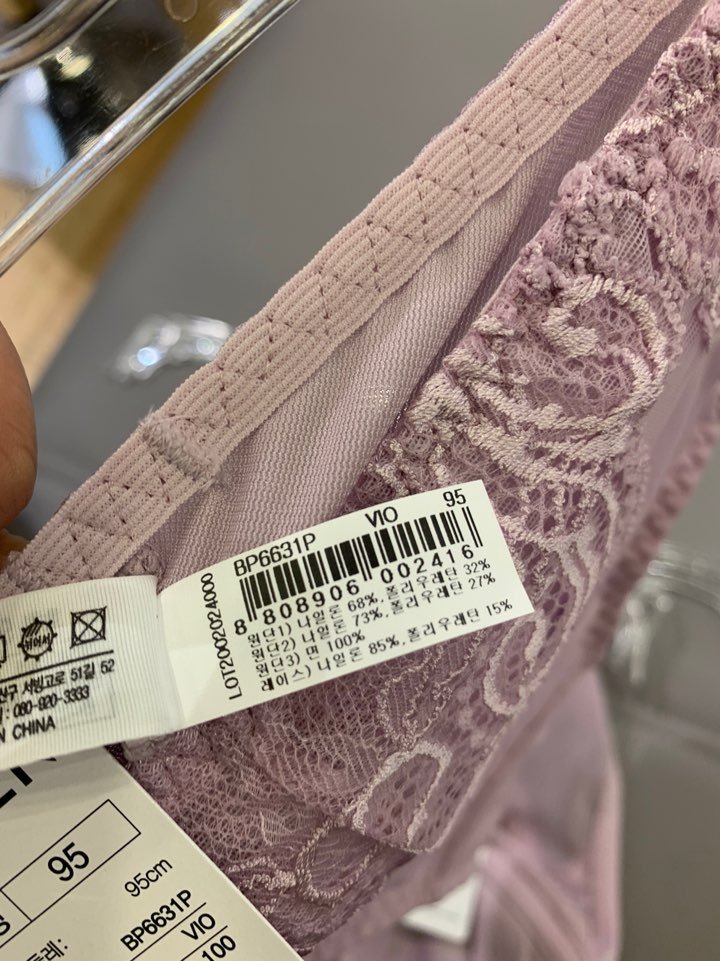 BP6631P VIO 95
8 808906 002416
원단1) 나일론 68%, 폴리우레탄 32%
원단2) 나일론 73%, 폴리우레탄 27%
원단3) 면 100%
레이스) 나일론 85%, 폴리우레탄 15%
LOT2002024000
서빙고로 51길 52
: 080-920-3333
CHINA
95
95cm
BP6631P
VIO
100